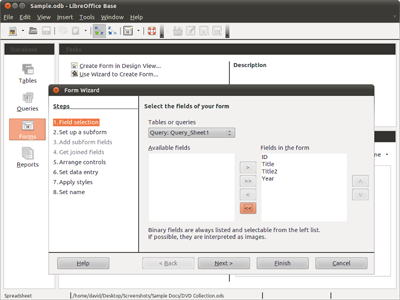 Sample.odb - LibreOffice Base
File Edit View Insert Tools Window Help
Database
Tasks
Tables
Queries
Forms
Reports
Create Form in Design View...
Use Wizard to Create Form...
Description
Form Wizard
Steps
1. Field selection
2. Set up a subform
3. Add subform fields
4. Get joined fields
5. Arrange controls
6. Set data entry
7. Apply styles
8. Set name
Select the fields of your form
Tables or queries
Query: Query_Sheet1
Available fields
Fields in the form
ID
Title
Title2
Year
>
>>
<
<<
Binary fields are always listed and selectable from the left list.
If possible, they are interpreted as images.
Help
< Back
Next >
Finish
Cancel
Spreadsheet
/home/david/Desktop/Screenshots/Sample Docs/DVD Collection.ods